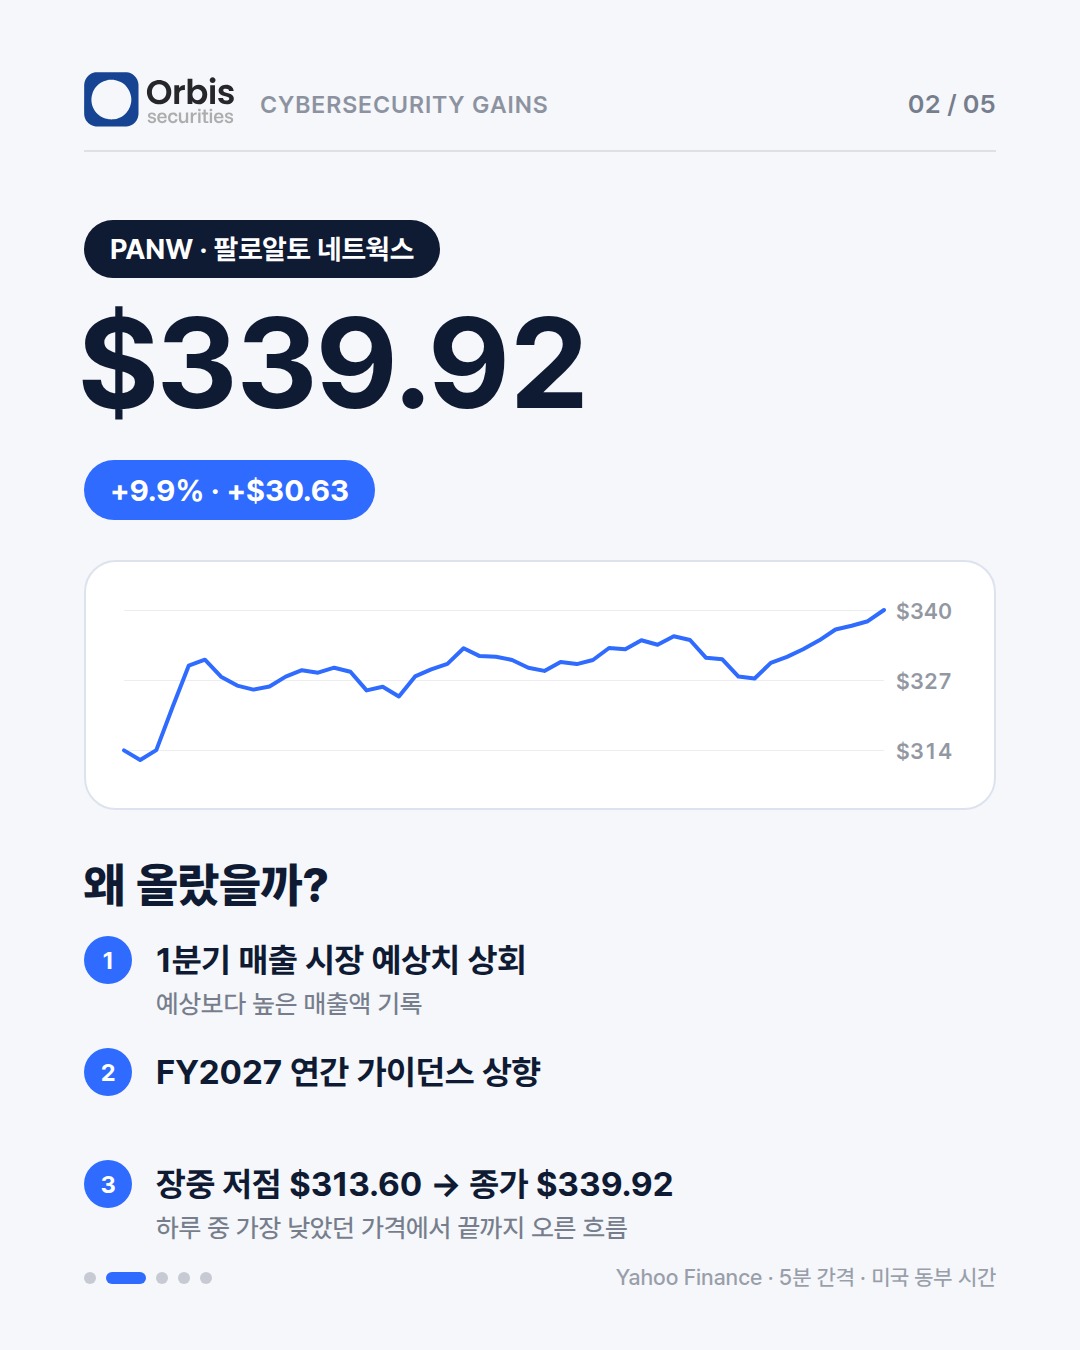 Orbis
securities
CYBERSECURITY GAINS
02 / 05
PANW · 팔로알토 네트웍스
$339.92
+9.9% · +$30.63
$340
$327
$314
왜 올랐을까?
1
1분기 매출 시장 예상치 상회
예상보다 높은 매출액 기록
2
FY2027 연간 가이던스 상향
3
장중 저점 $313.60 → 종가 $339.92
하루 중 가장 낮았던 가격에서 끝까지 오른 흐름
Yahoo Finance · 5분 간격 · 미국 동부 시간